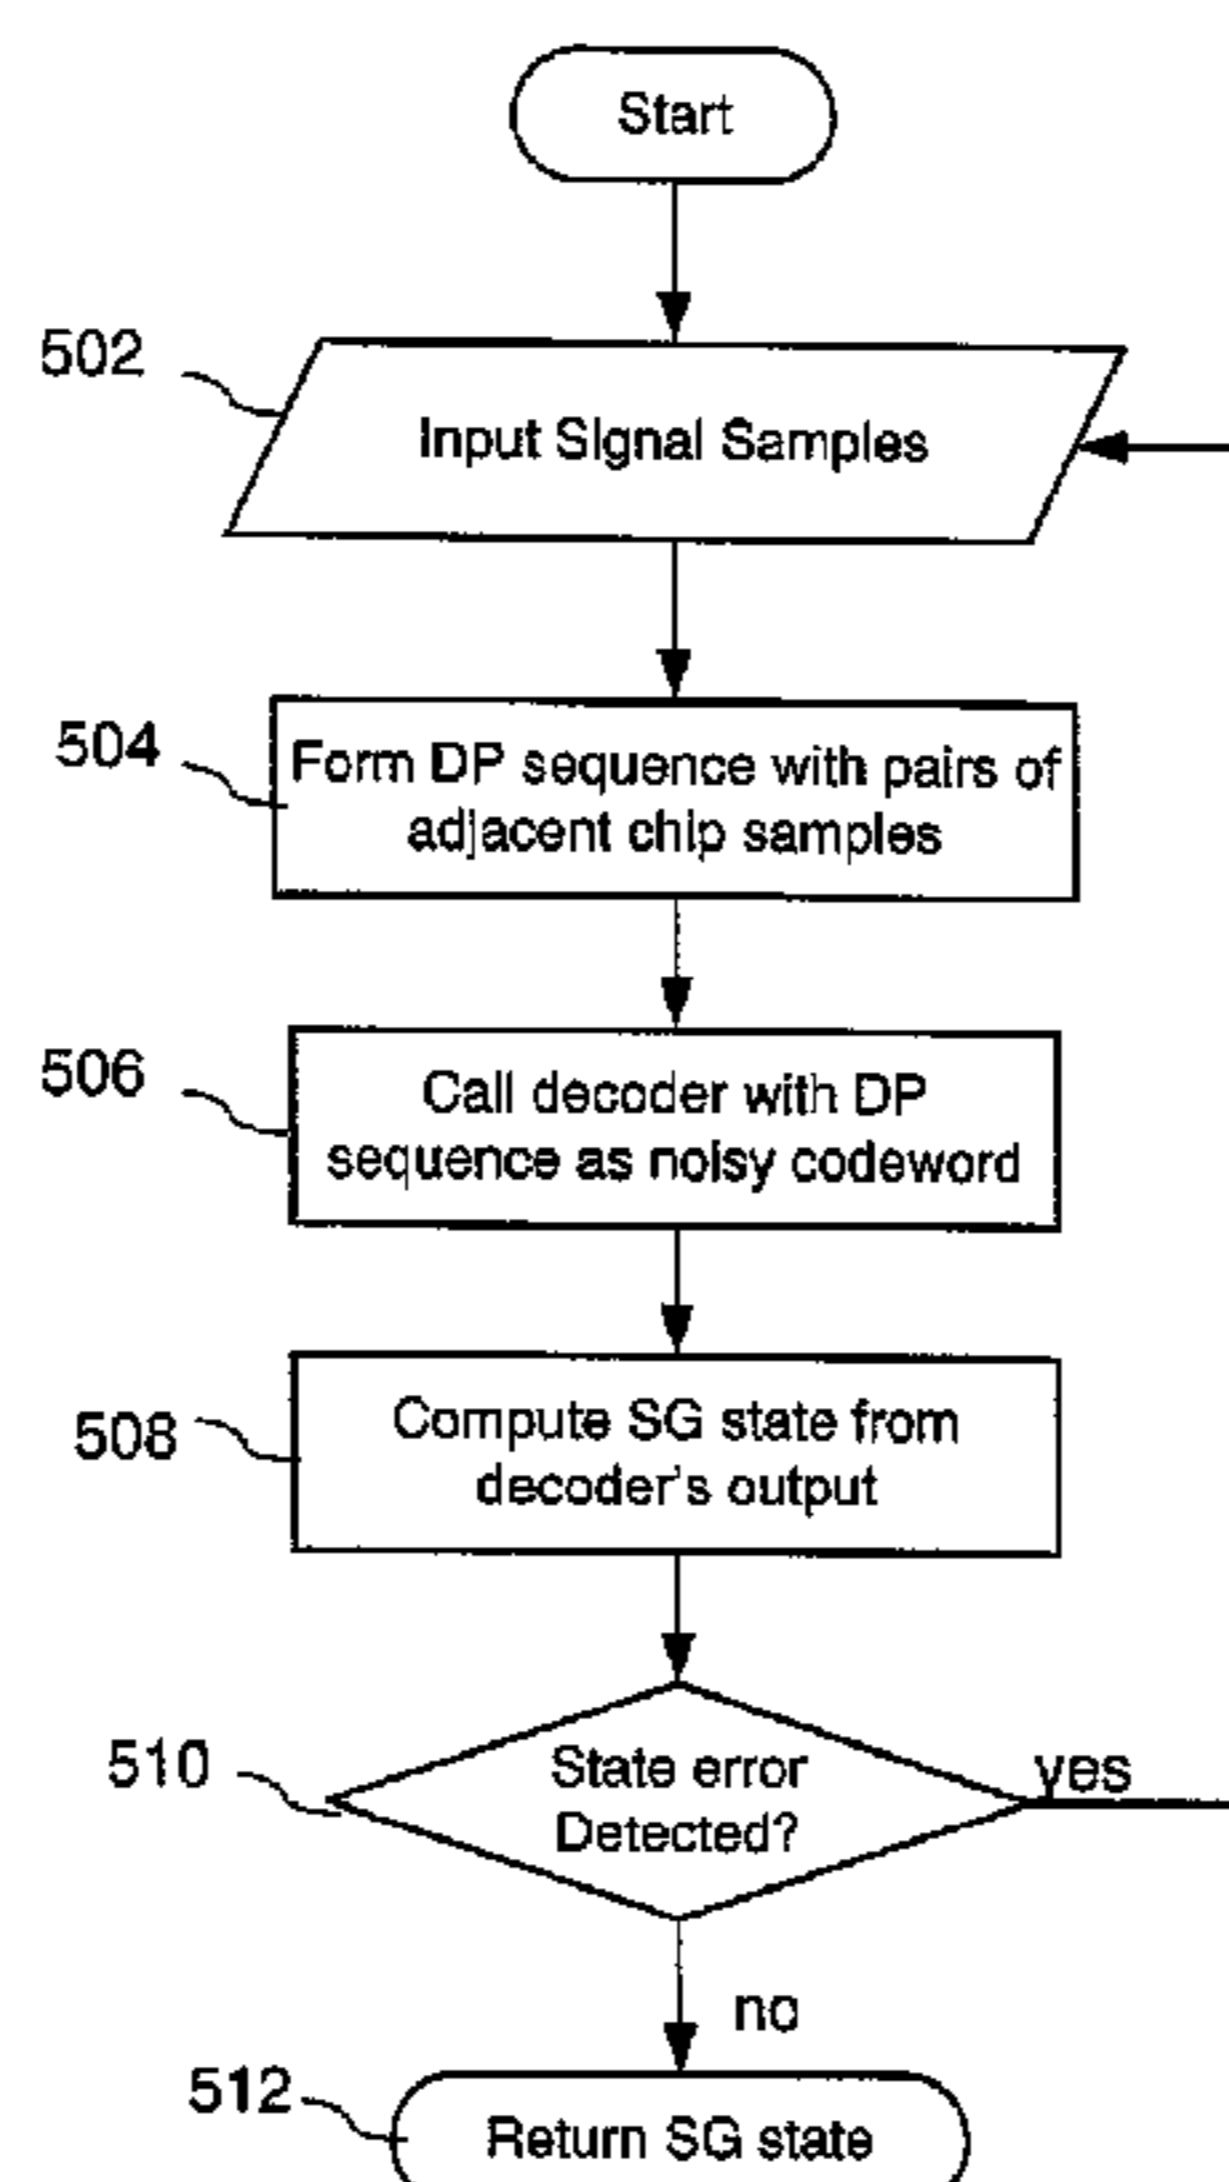 Start
502
Input Signal Samples
504
Form DP sequence with pairs of
adjacent chip samples
506
Call decoder with DP
sequence as noisy codeword
508
Compute SG state from
decoder's output
510
State error
Detected?
yes
no
512
Return SG state